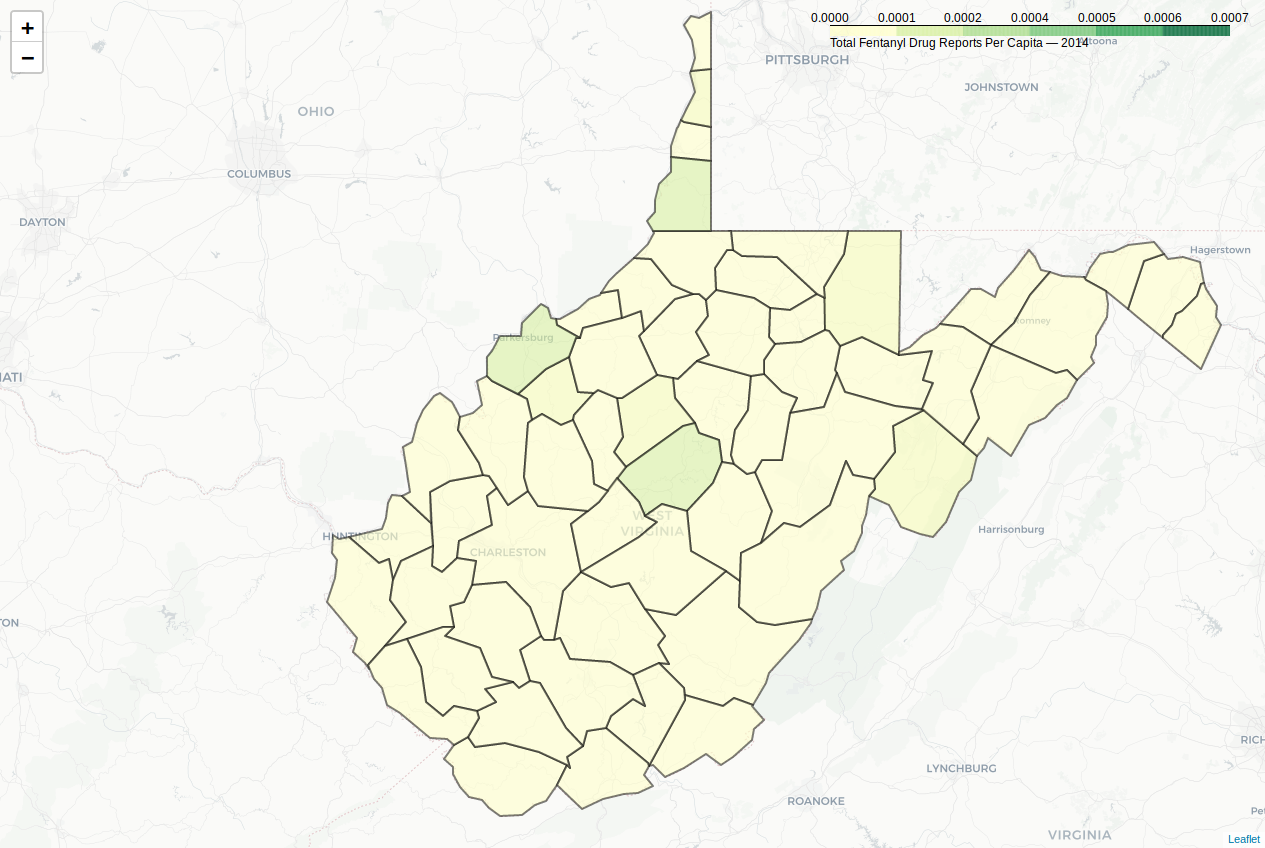 +
−
0.0000 0.0001 0.0002 0.0004 0.0005 0.0006 0.0007
Total Fentanyl Drug Reports Per Capita — 2014
Altoona
PITTSBURGH
JOHNSTOWN
OHIO
COLUMBUS
DAYTON
Hagerstown
Romney
Parkersburg
ATI
WEST
VIRGINIA
Harrisonburg
HUNTINGTON
CHARLESTON
ON
RICH
LYNCHBURG
ROANOKE
Pet
VIRGINIA
Leaflet